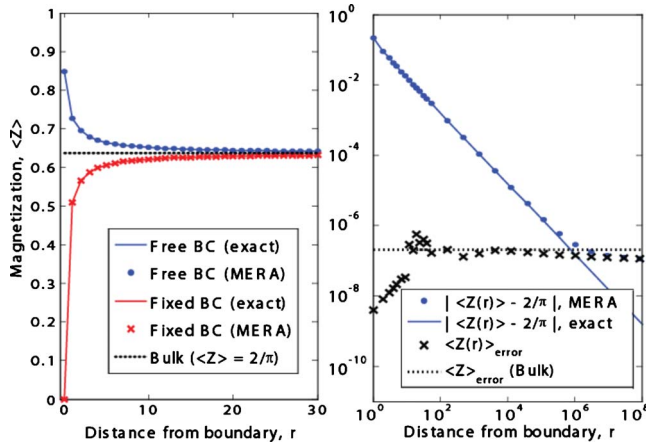 Magnetization, <Z>
1
0.9
0.8
0.7
0.6
0.5
0.4
0.3
0.2
0.1
0
Free BC (exact)
Free BC (MERA)
Fixed BC (exact)
Fixed BC (MERA)
Bulk (<Z> = 2/π)
0 10 20 30
Distance from boundary, r
10^0
10^-2
10^-4
10^-6
10^-8
10^-10
| <Z(r) - 2/π |, MERA
| <Z(r) - 2/π |, exact
<Z(r)>error
<Z>error (Bulk)
10^0 10^2 10^4 10^6 10^8
Distance from boundary, r